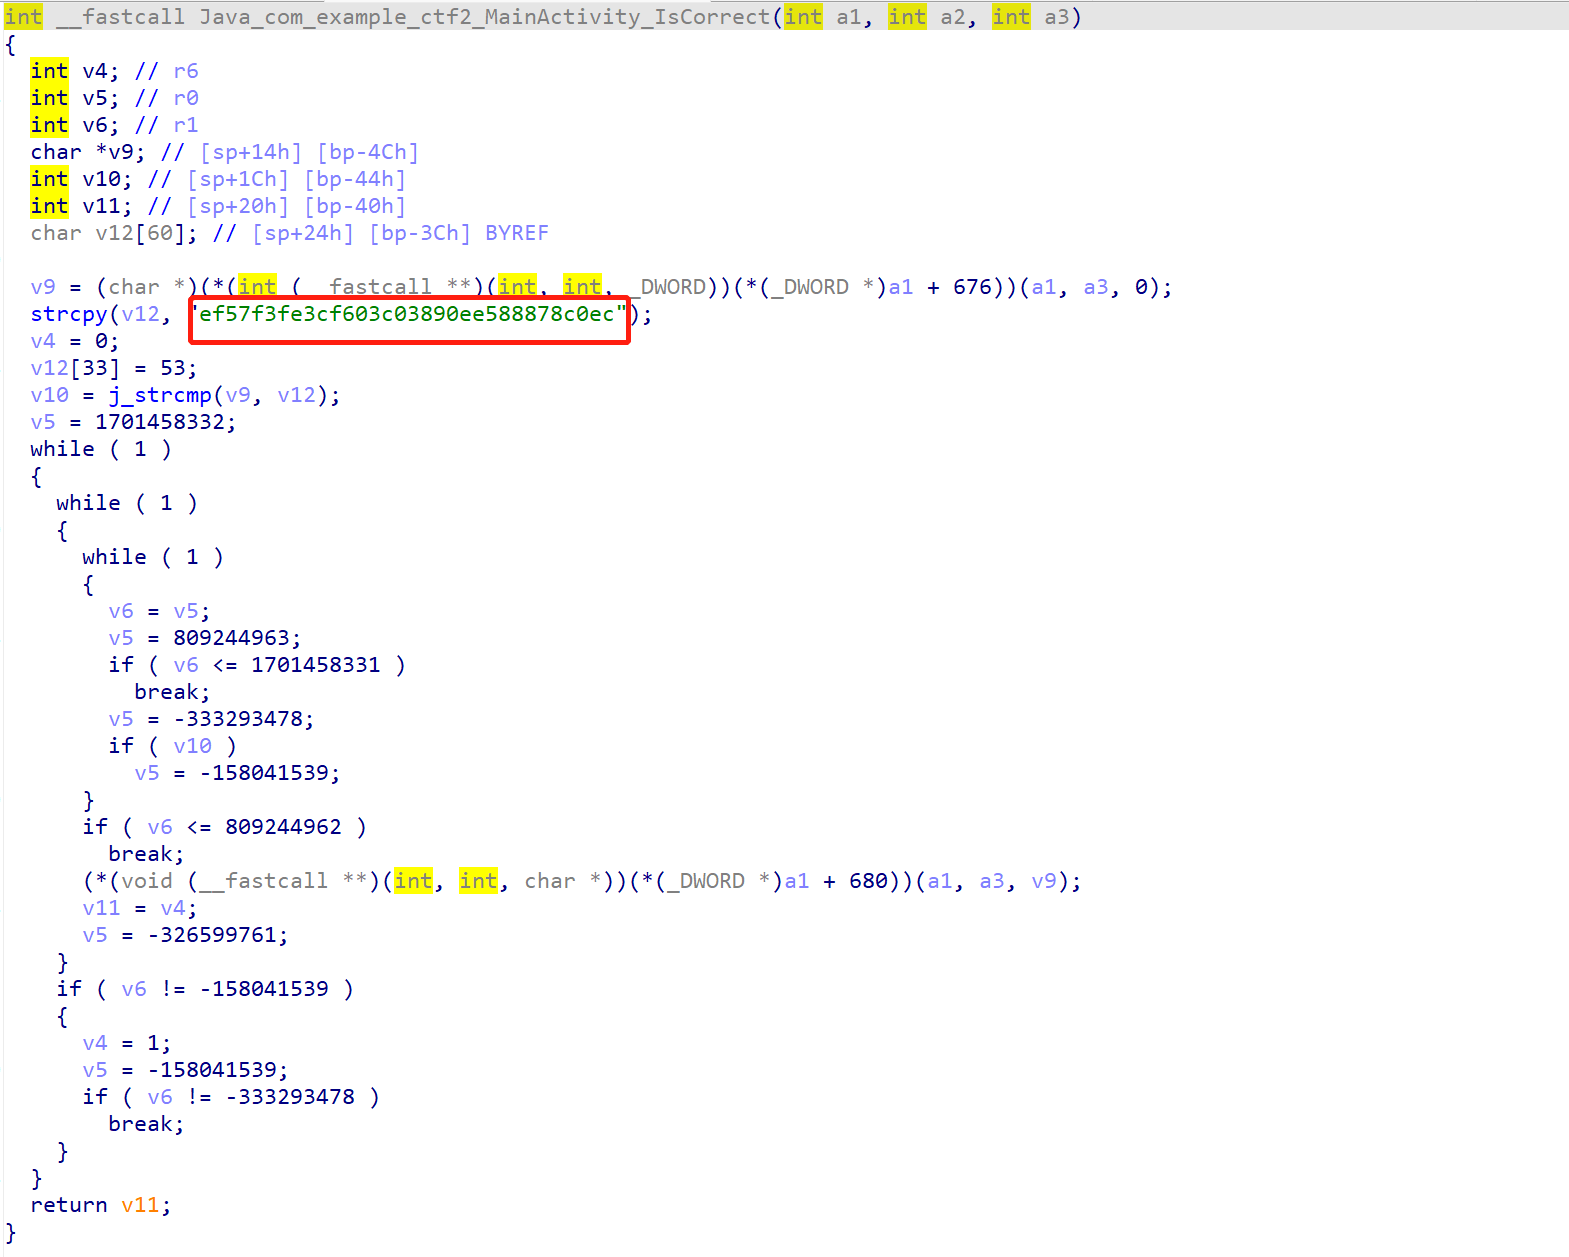 int __fastcall Java_com_example_ctf2_MainActivity_IsCorrect(int a1, int a2, int a3)
{
  int v4; // r6
  int v5; // r0
  int v6; // r1
  char *v9; // [sp+14h] [bp-4Ch]
  int v10; // [sp+1Ch] [bp-44h]
  int v11; // [sp+20h] [bp-40h]
  char v12[60]; // [sp+24h] [bp-3Ch] BYREF

  v9 = (char *)(*(int (__fastcall **)(int, int, _DWORD))(*(_DWORD *)a1 + 676))(a1, a3, 0);
  strcpy(v12, "ef57f3fe3cf603c03890ee588878c0ec");
  v4 = 0;
  v12[33] = 53;
  v10 = j_strcmp(v9, v12);
  v5 = 1701458332;
  while ( 1 )
  {
    while ( 1 )
    {
      while ( 1 )
      {
        v6 = v5;
        v5 = 809244963;
        if ( v6 <= 1701458331 )
          break;
        v5 = -333293478;
        if ( v10 )
          v5 = -158041539;
      }
      if ( v6 <= 809244962 )
        break;
      (*(void (__fastcall **)(int, int, char *))(*(_DWORD *)a1 + 680))(a1, a3, v9);
      v11 = v4;
      v5 = -326599761;
    }
    if ( v6 != -158041539 )
    {
      v4 = 1;
      v5 = -158041539;
      if ( v6 != -333293478 )
        break;
    }
  }
  return v11;
}